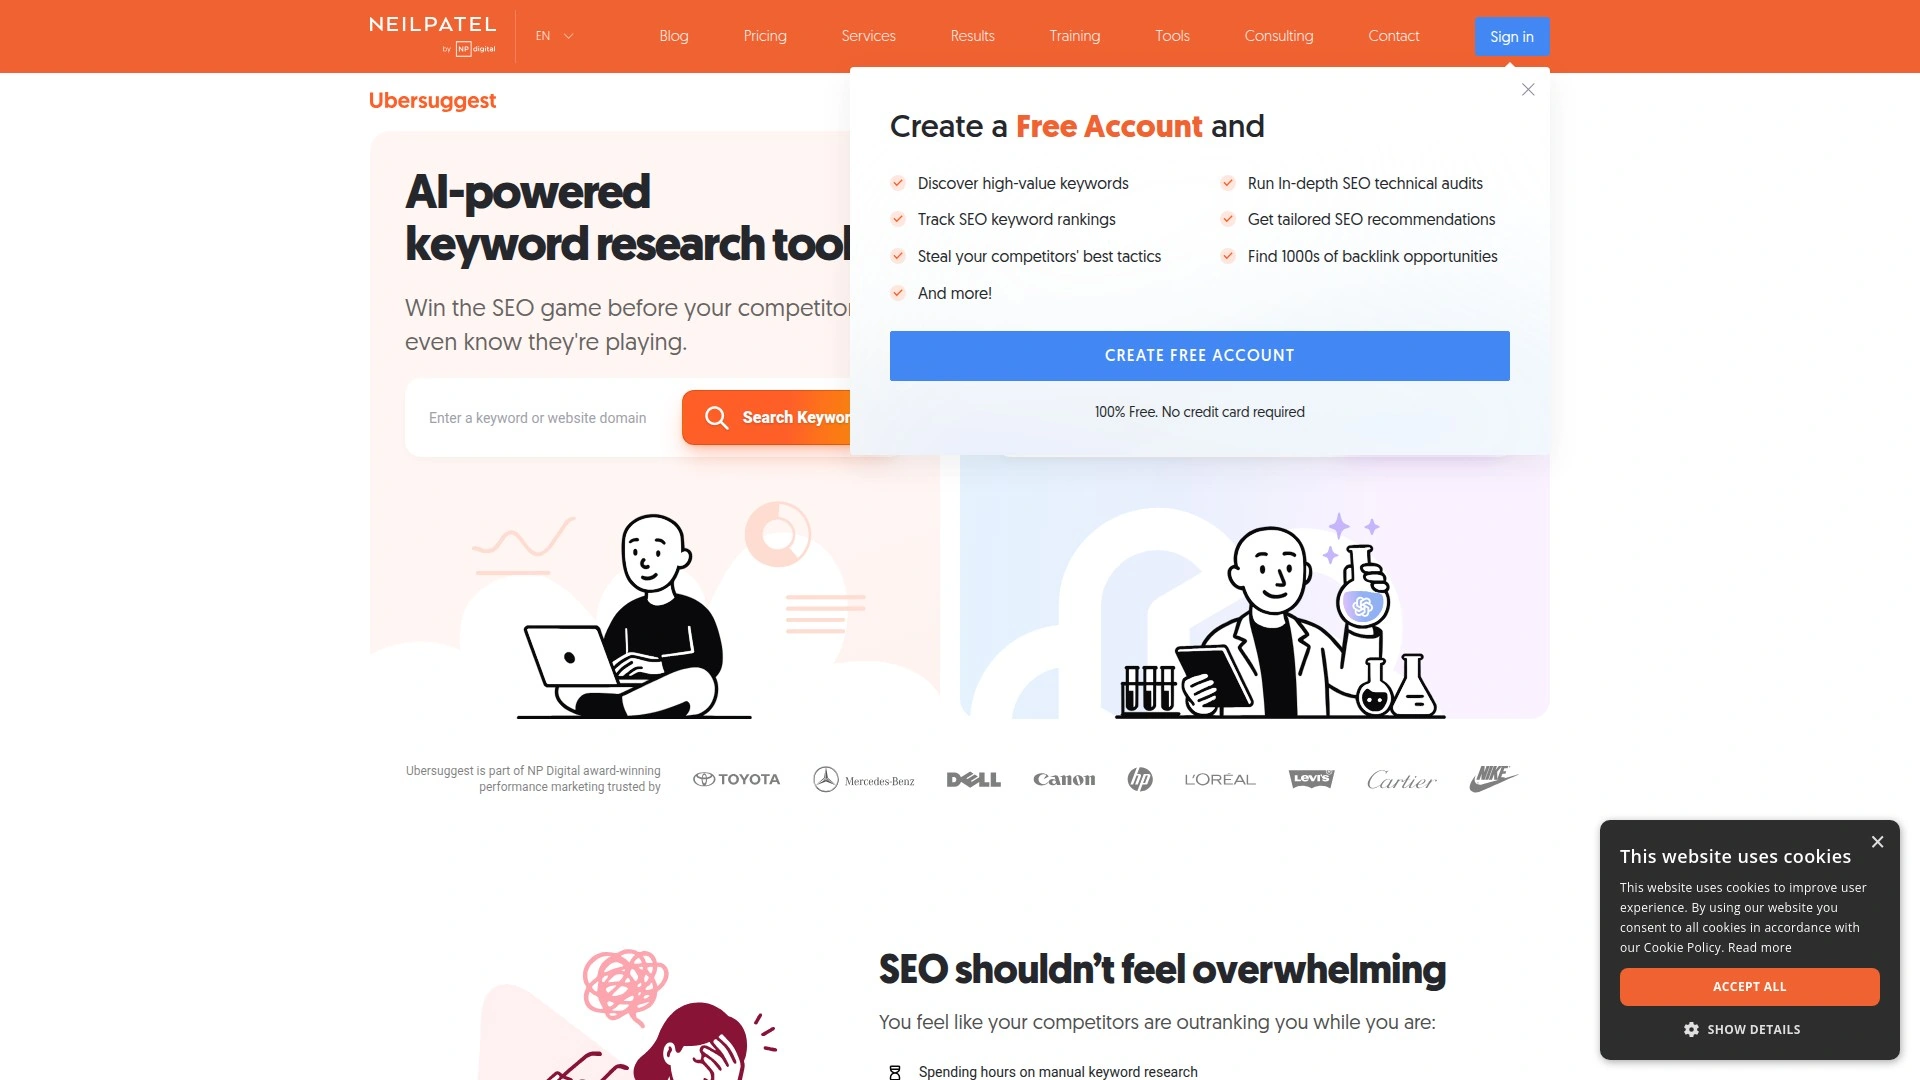 NEILPATEL
by NP digital
EN
Blog
Pricing
Services
Results
Training
Tools
Consulting
Contact
Sign in
Ubersuggest
AI-powered
keyword research tool
Win the SEO game before your competitor
even know they're playing.
Enter a keyword or website domain
Search Keywor
Create a Free Account and
Discover high-value keywords
Run In-depth SEO technical audits
Track SEO keyword rankings
Get tailored SEO recommendations
Steal your competitors' best tactics
Find 1000s of backlink opportunities
And more!
CREATE FREE ACCOUNT
100% Free. No credit card required
Ubersuggest is part of NP Digital award-winning
performance marketing trusted by
TOYOTA
Mercedes-Benz
DELL
Canon
hp
L'ORÉAL
LEVI'S
Cartier
NIKE
SEO shouldn’t feel overwhelming
You feel like your competitors are outranking you while you are:
Spending hours on manual keyword research
This website uses cookies
This website uses cookies to improve user
experience. By using our website you
consent to all cookies in accordance with
our Cookie Policy. Read more
ACCEPT ALL
SHOW DETAILS